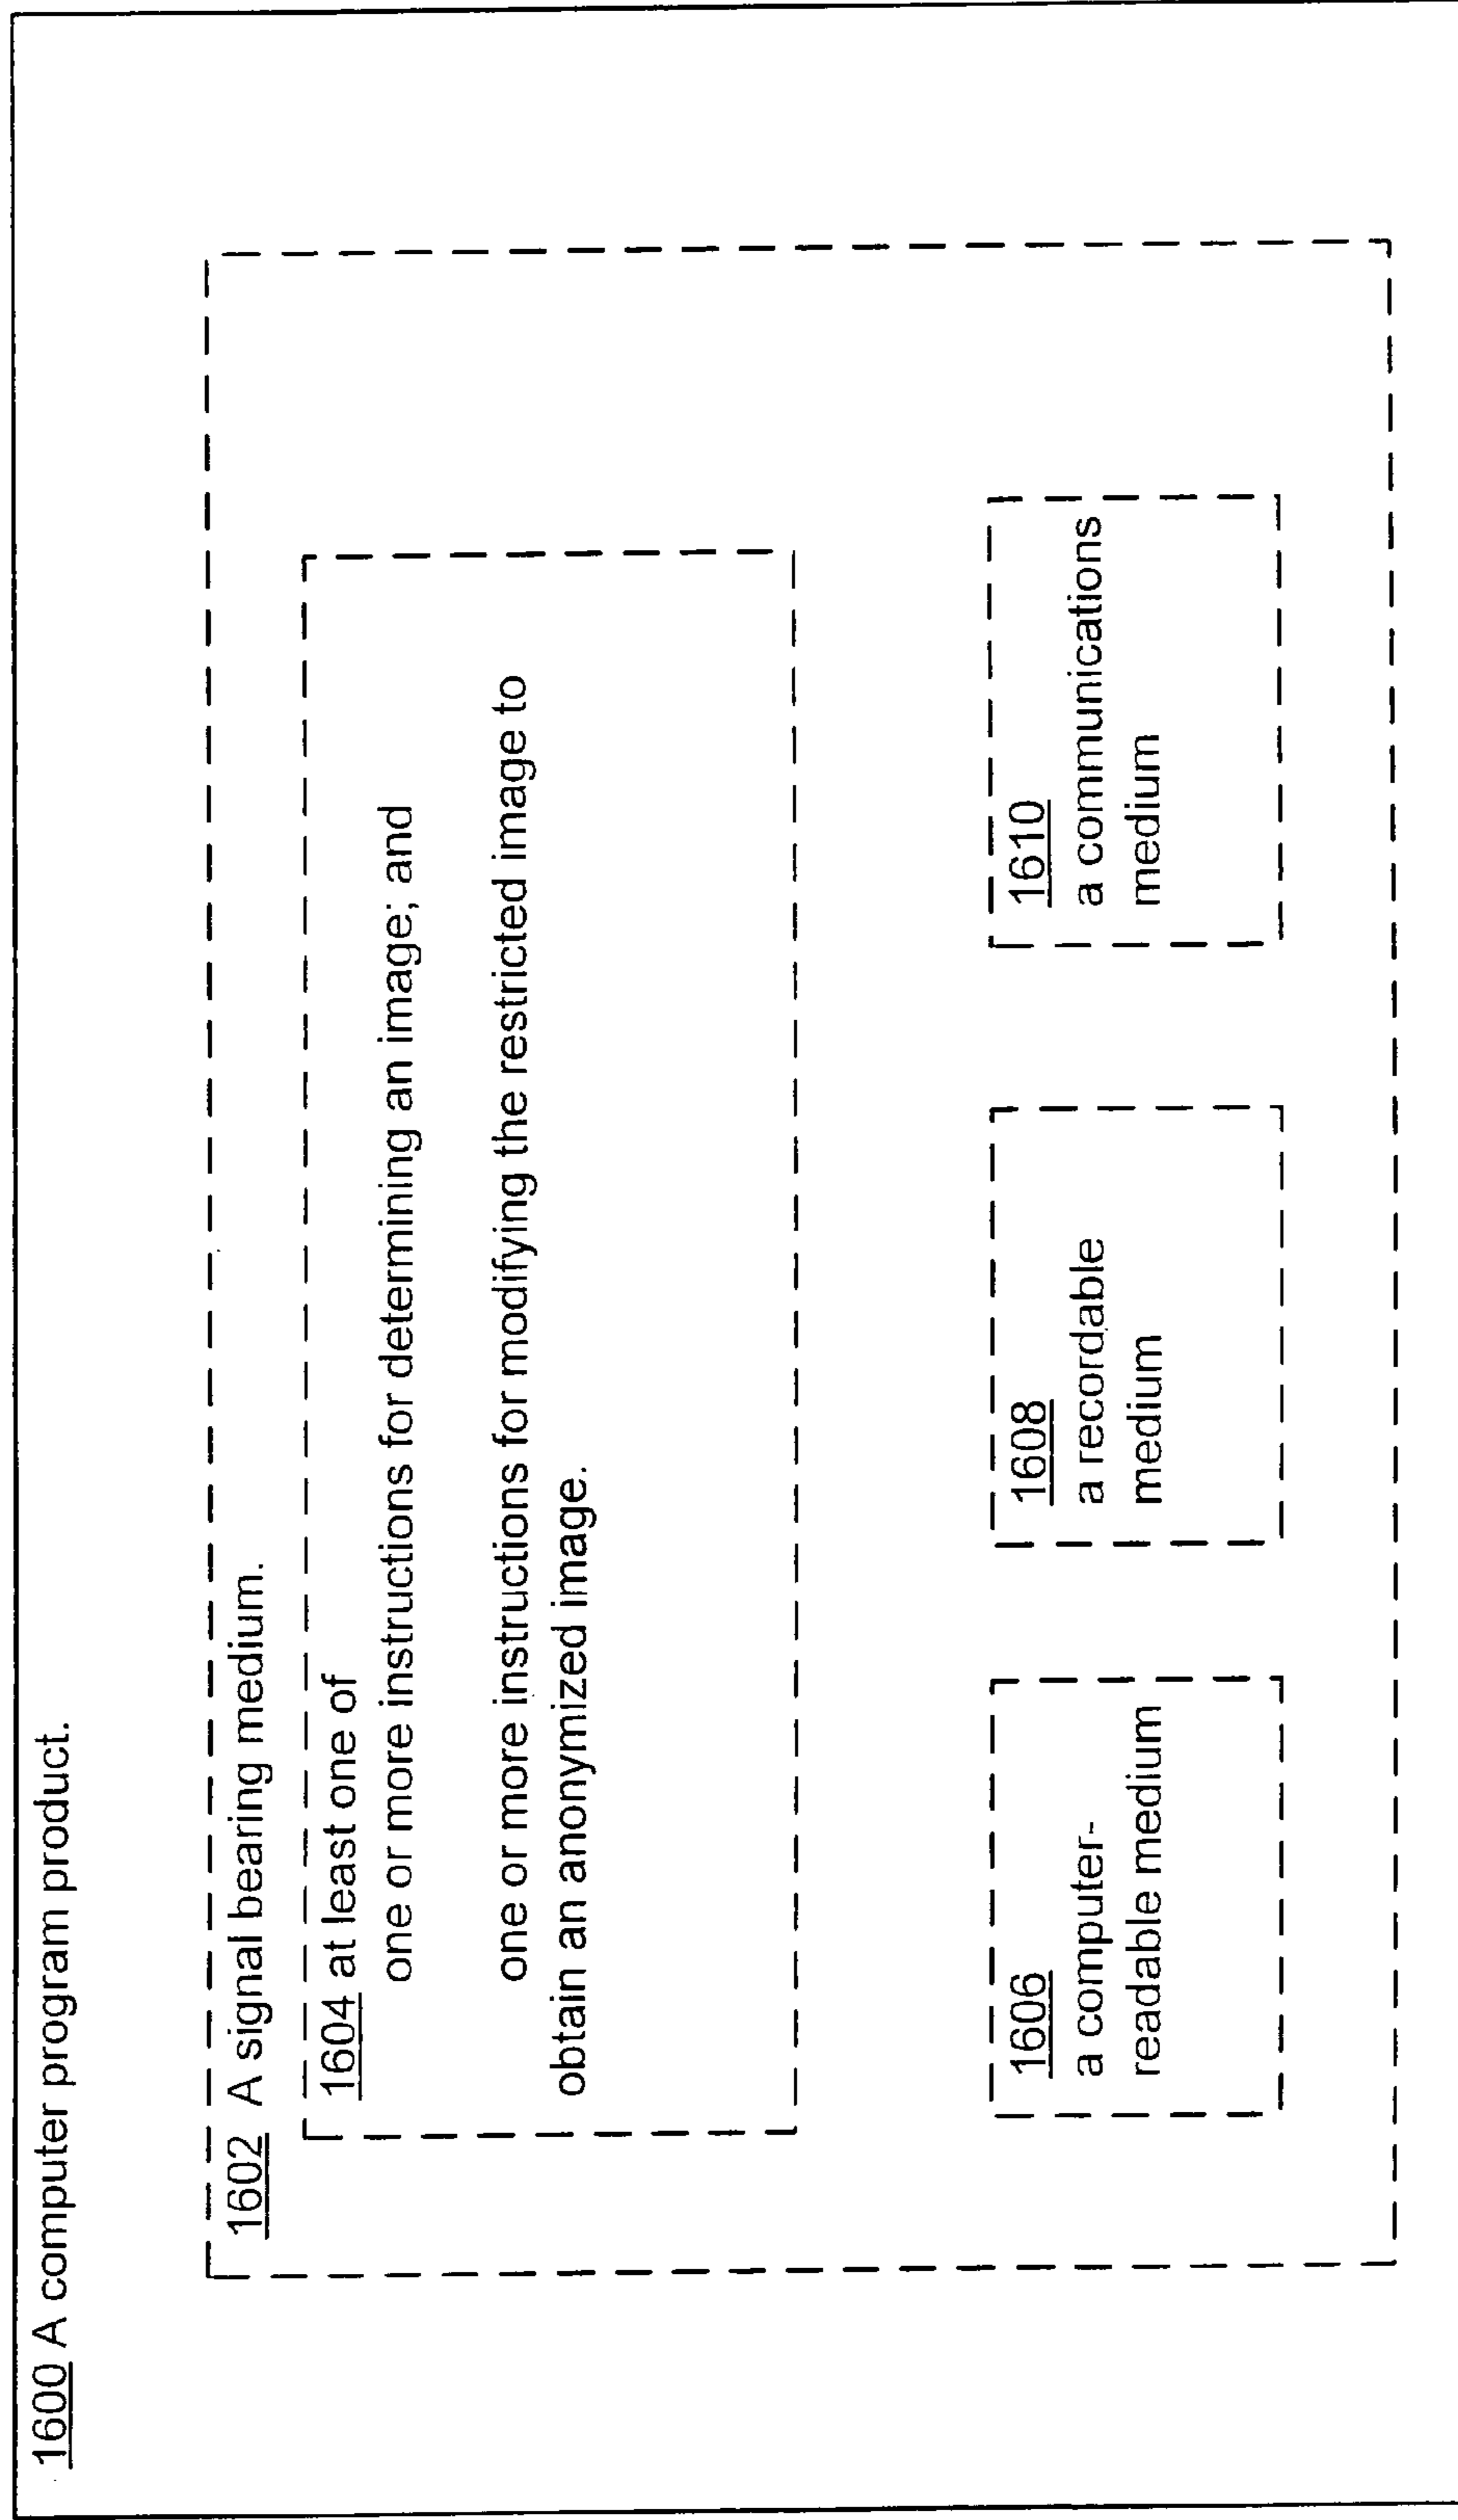 1600 A computer program product.
1602 A signal bearing medium.
1604 at least one of
one or more instructions for determining an image; and
one or more instructions for modifying the restricted image to
obtain an anonymized image.
1606
a computer-
readable medium
1608
a recordable
medium
1610
a communications
medium